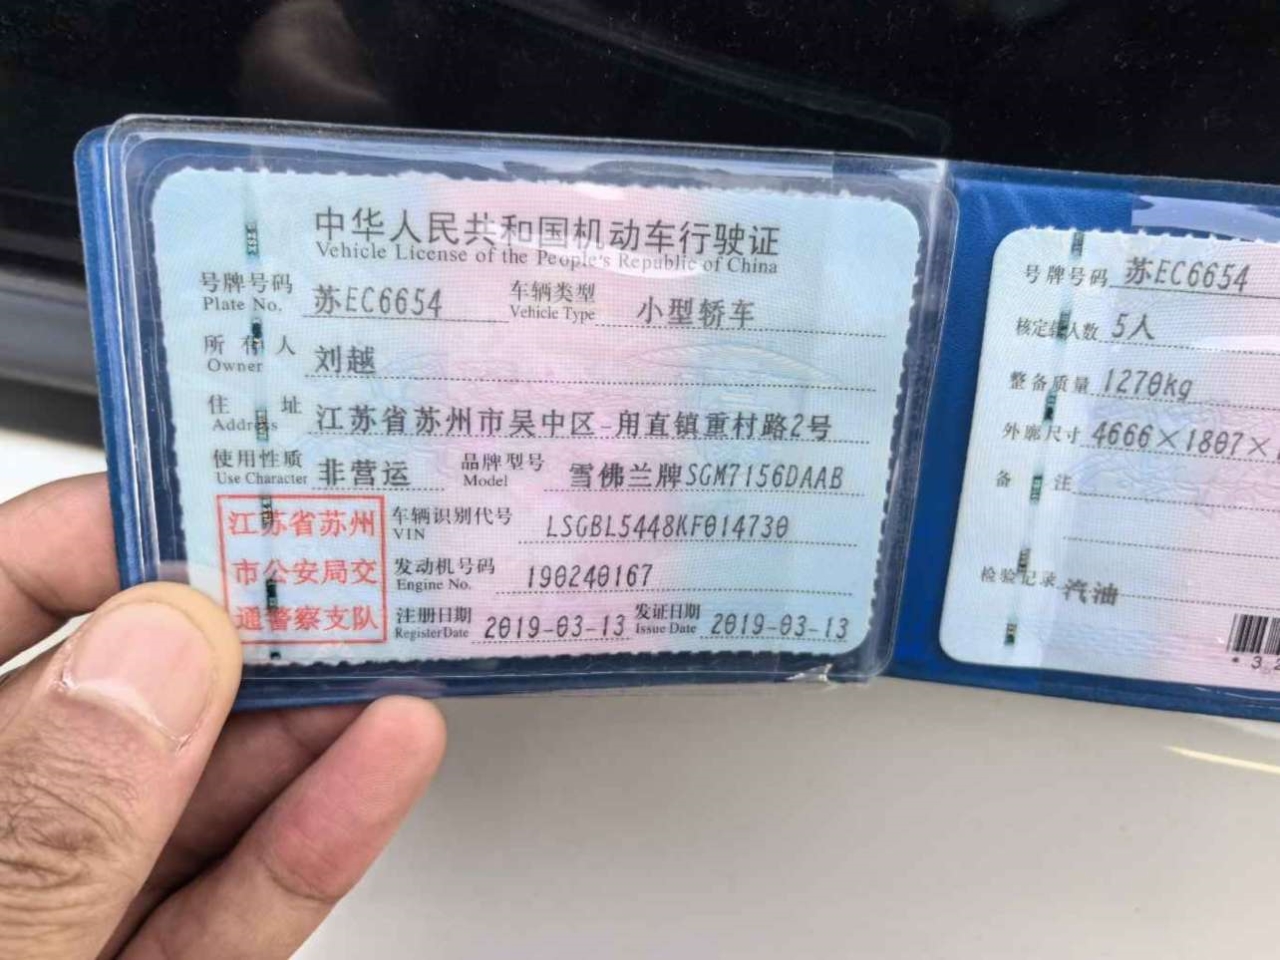 中华人民共和国机动车行驶证
Vehicle License of the People's Republic of China
号牌号码 苏EC6654 车辆类型 小型轿车
Plate No. Vehicle Type
所有人 刘越
Owner
住址 江苏省苏州市吴中区-甪直镇重村路2号
Address
使用性质 非营运 品牌型号 雪佛兰牌SGM7156DAAB
Use Character Model
江苏省苏州
市公安局交
通警察支队
车辆识别代号 LSGBL5448KF014730
VIN
发动机号码 190240167
Engine No.
注册日期 2019-03-13 发证日期 2019-03-13
Register Date Issue Date
号牌号码 苏EC6654
核定载人数 5人
整备质量 1270kg
外廓尺寸 4666×1807×
备注
检验记录 汽油